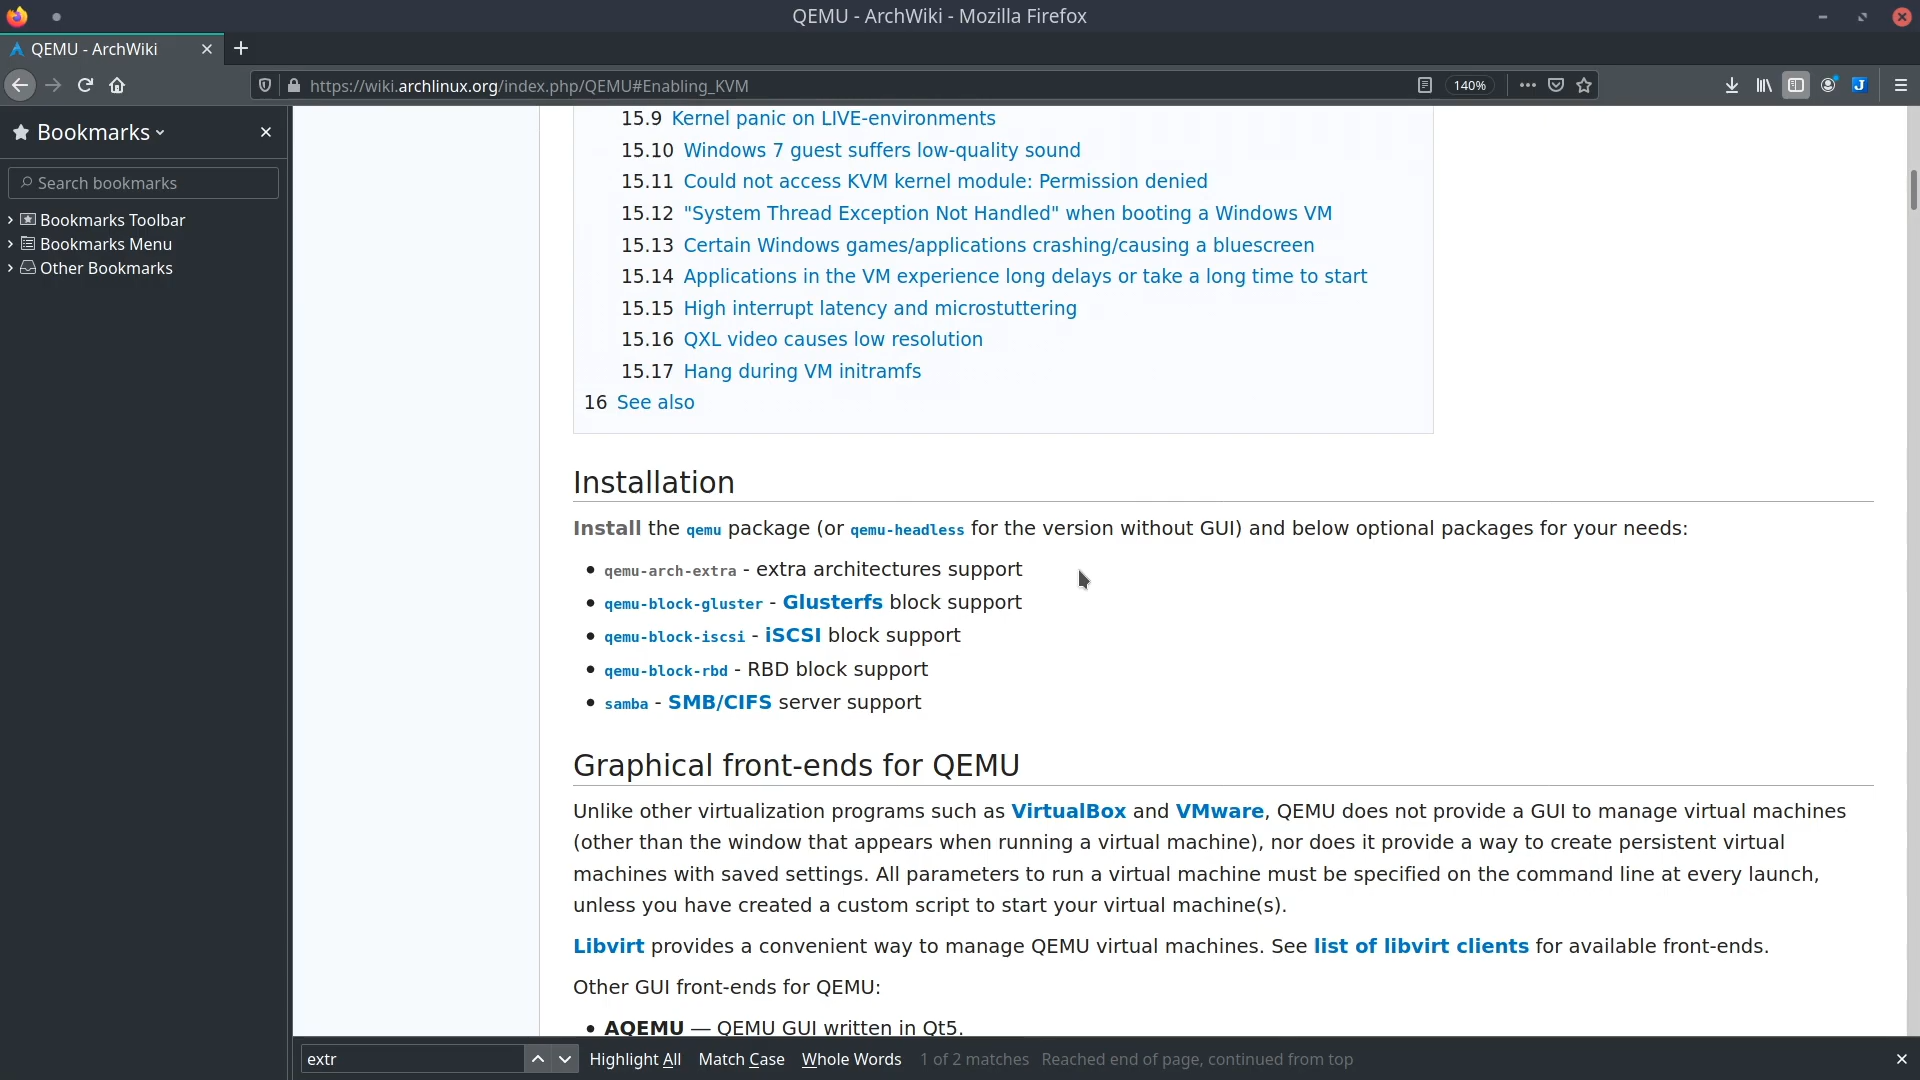 QEMU - ArchWiki - Mozilla Firefox
QEMU - ArchWiki
https://wiki.archlinux.org/index.php/QEMU#Enabling_KVM
140%
J
Bookmarks
Search bookmarks
Bookmarks Toolbar
Bookmarks Menu
Other Bookmarks
15.9 Kernel panic on LIVE-environments
15.10 Windows 7 guest suffers low-quality sound
15.11 Could not access KVM kernel module: Permission denied
15.12 "System Thread Exception Not Handled" when booting a Windows VM
15.13 Certain Windows games/applications crashing/causing a bluescreen
15.14 Applications in the VM experience long delays or take a long time to start
15.15 High interrupt latency and microstuttering
15.16 QXL video causes low resolution
15.17 Hang during VM initramfs
16 See also
Installation
Install the qemu package (or qemu-headless for the version without GUI) and below optional packages for your needs:
• qemu-arch-extra - extra architectures support
• qemu-block-gluster - Glusterfs block support
• qemu-block-iscsi - iSCSI block support
• qemu-block-rbd - RBD block support
• samba - SMB/CIFS server support
Graphical front-ends for QEMU
Unlike other virtualization programs such as VirtualBox and VMware, QEMU does not provide a GUI to manage virtual machines
(other than the window that appears when running a virtual machine), nor does it provide a way to create persistent virtual
machines with saved settings. All parameters to run a virtual machine must be specified on the command line at every launch,
unless you have created a custom script to start your virtual machine(s).
Libvirt provides a convenient way to manage QEMU virtual machines. See list of libvirt clients for available front-ends.
Other GUI front-ends for QEMU:
• AQEMU — QEMU GUI written in Qt5.
extr
Highlight All Match Case Whole Words 1 of 2 matches Reached end of page, continued from top